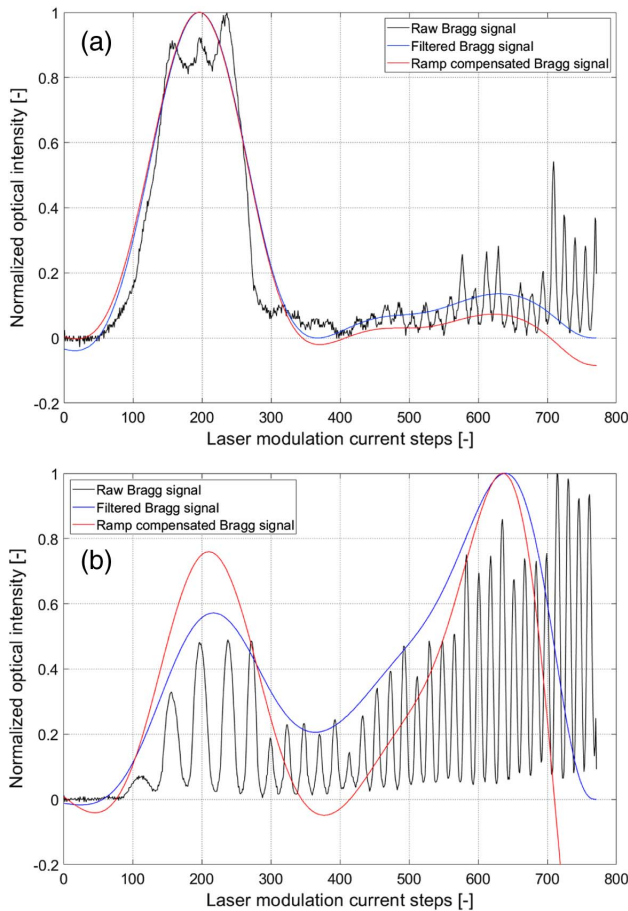 (a)
Raw Bragg signal
Filtered Bragg signal
Ramp compensated Bragg signal
Normalized optical intensity [-]
1
0.8
0.6
0.4
0.2
0
-0.2
0 100 200 300 400 500 600 700 800
Laser modulation current steps [-]
(b)
Raw Bragg signal
Filtered Bragg signal
Ramp compensated Bragg signal
Normalized optical intensity [-]
1
0.8
0.6
0.4
0.2
0
-0.2
0 100 200 300 400 500 600 700 800
Laser modulation current steps [-]